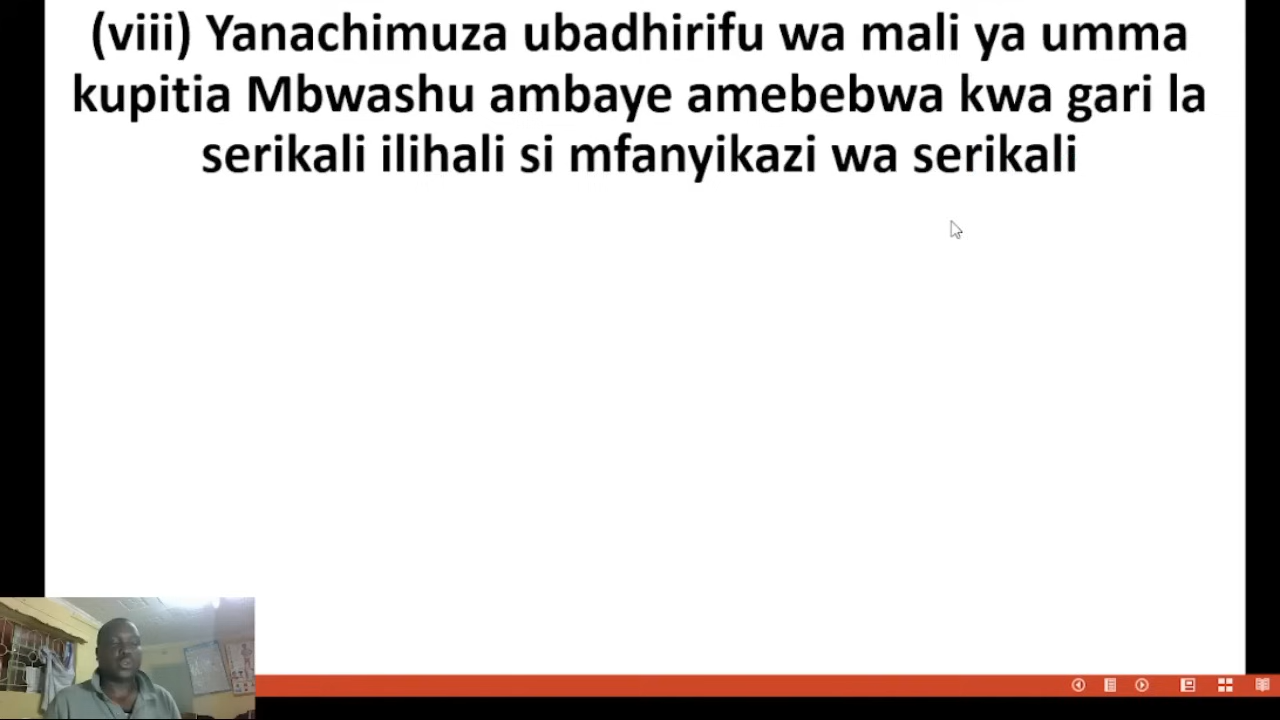 (viii) Yanachimuza ubadhirifu wa mali ya umma
kupitia Mbwashu ambaye amebebwa kwa gari la
serikali ilihali si mfanyikazi wa serikali